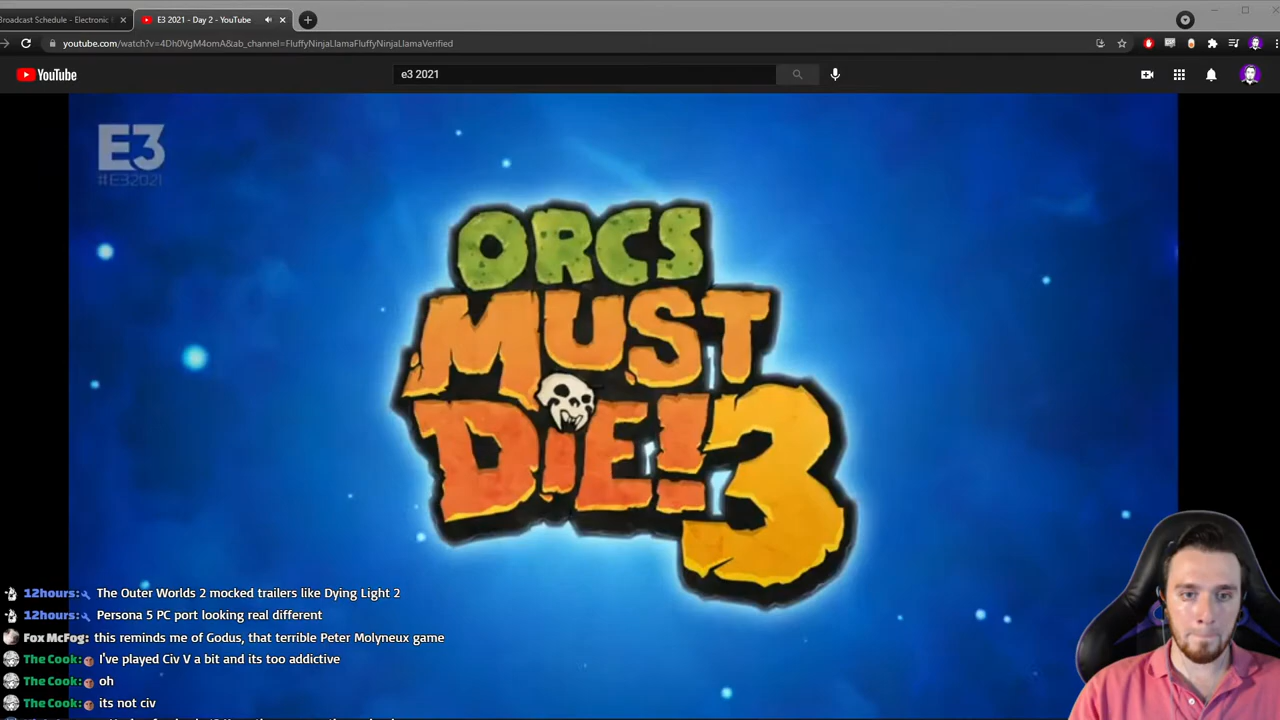 Broadcast Schedule - Electronic
E3 2021 - Day 2 - YouTube
youtube.com/watch?v=4Dh0VgM4omA&ab_channel=FluffyNinjaLlamaFluffyNinjaLlamaVerified
YouTube
e3 2021
E3
#E32021
ORCS
MUST
DiE! 3
12hours: The Outer Worlds 2 mocked trailers like Dying Light 2
12hours: Persona 5 PC port looking real different
Fox McFog: this reminds me of Godus, that terrible Peter Molyneux game
The Cook: I've played Civ V a bit and its too addictive
The Cook: oh
The Cook: its not civ